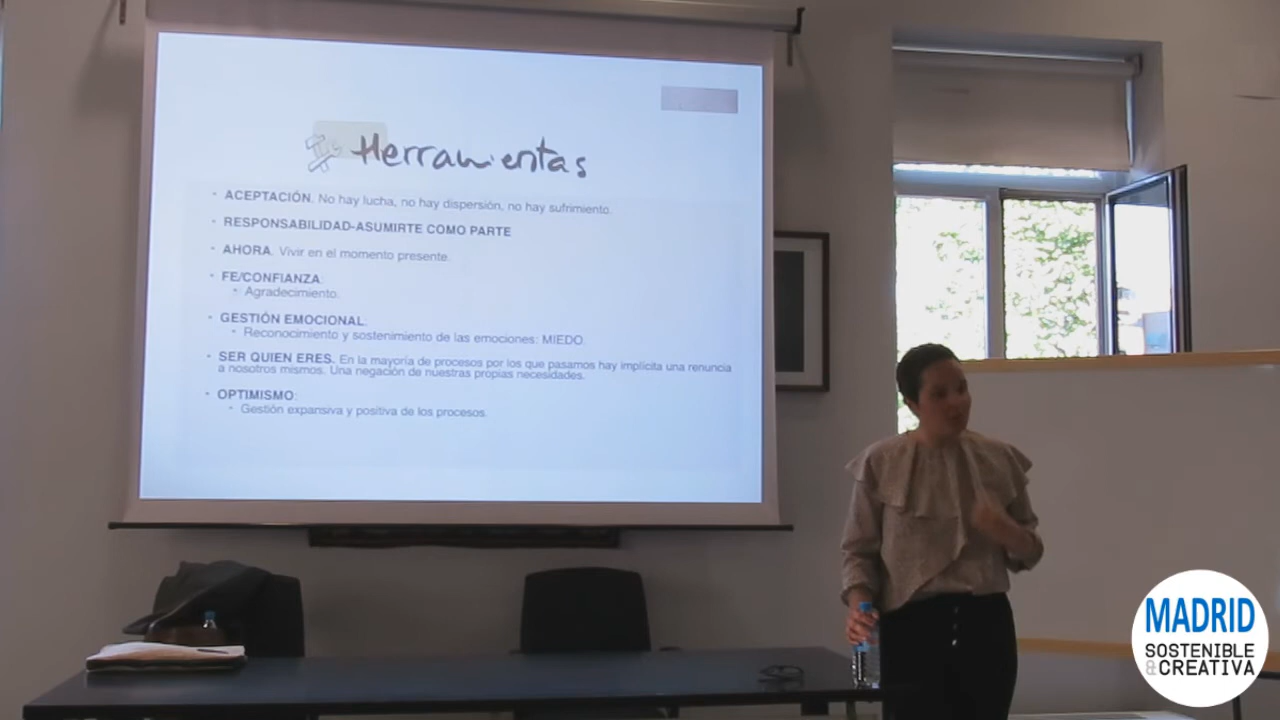 Herramientas
• ACEPTACIÓN. No hay lucha, no hay dispersión, no hay sufrimiento.
• RESPONSABILIDAD-ASUMIRTE COMO PARTE
• AHORA. Vivir en el momento presente.
• FE/CONFIANZA:
• Agradecimiento.
• GESTIÓN EMOCIONAL:
• Reconocimiento y sostenimiento de las emociones: MIEDO.
• SER QUIEN ERES. En la mayoría de procesos por los que pasamos hay implícita una renuncia
a nosotros mismos. Una negación de nuestras propias necesidades.
• OPTIMISMO:
• Gestión expansiva y positiva de los procesos.
MADRID
SOSTENIBLE
&CREATIVA